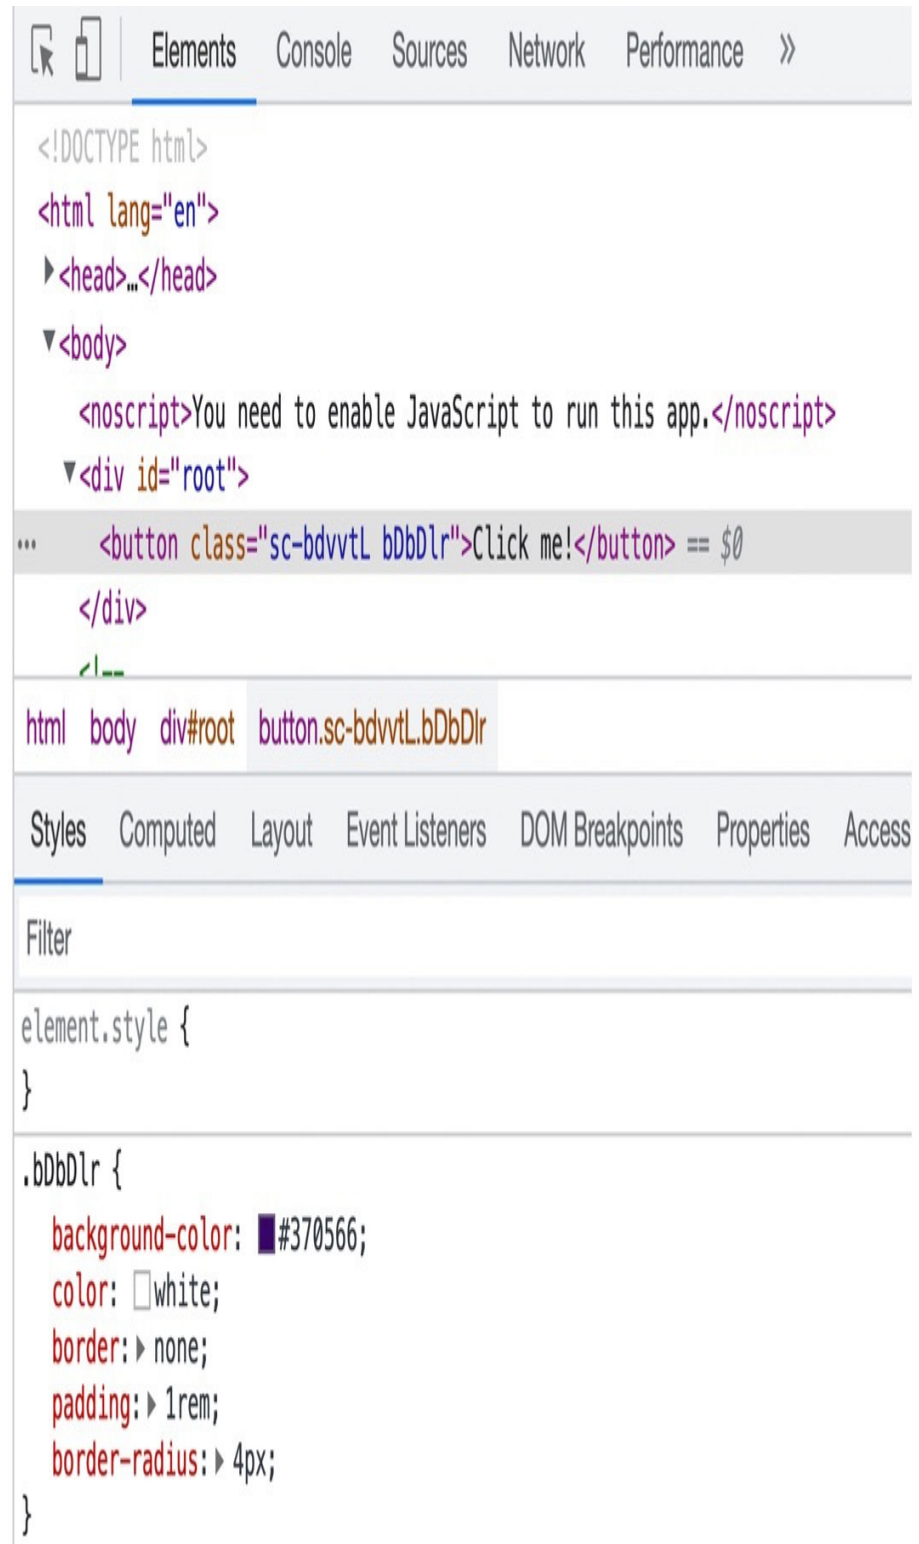 Elements Console Sources Network Performance »
<!DOCTYPE html>
<html lang="en">
<head>…</head>
<body>
<noscript>You need to enable JavaScript to run this app.</noscript>
<div id="root">
… <button class="sc-bdvvtL bDbDlr">Click me!</button> == $0
</div>
<!--
html body div#root button.sc-bdvvtL.bDbDlr
Styles Computed Layout Event Listeners DOM Breakpoints Properties Access
Filter
element.style {
}
.bDbDlr {
background-color: #370566;
color: white;
border: none;
padding: 1rem;
border-radius: 4px;
}